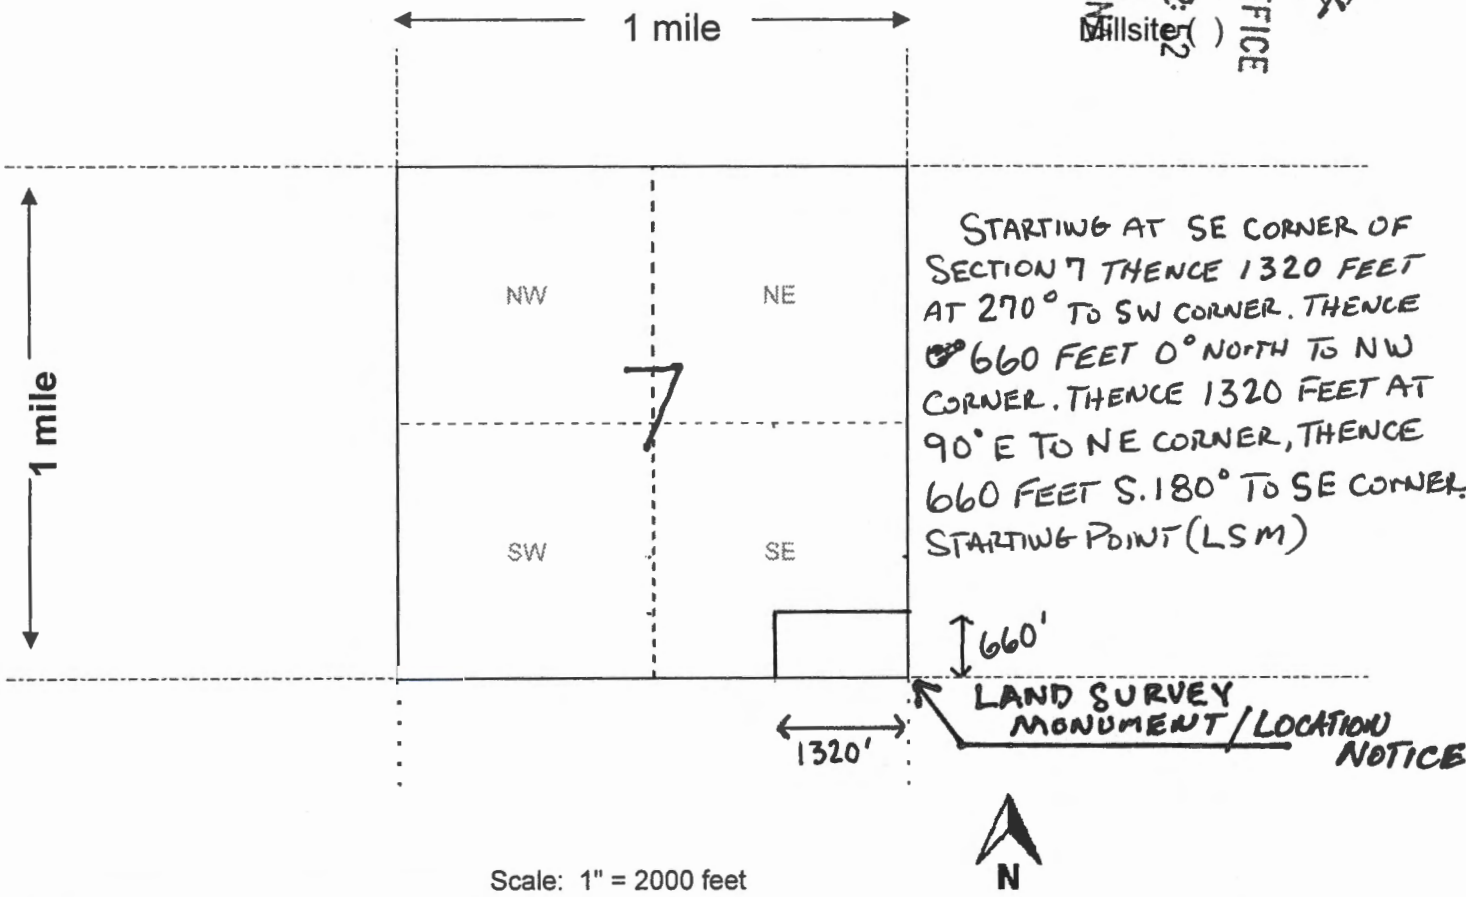 1 mile
Millsite ( )
FFICE
52
1 mile
NW
NE
7
SW
SE
STARTING AT SE CORNER OF
SECTION 7 THENCE 1320 FEET
AT 270° TO SW CORNER. THENCE
660 FEET 0° NORTH TO NW
CORNER. THENCE 1320 FEET AT
90° E TO NE CORNER, THENCE
660 FEET S. 180° TO SE CORNER.
STARTING POINT (LSM)
660'
1320'
LAND SURVEY
MONUMENT / LOCATION
NOTICE
N
Scale: 1" = 2000 feet